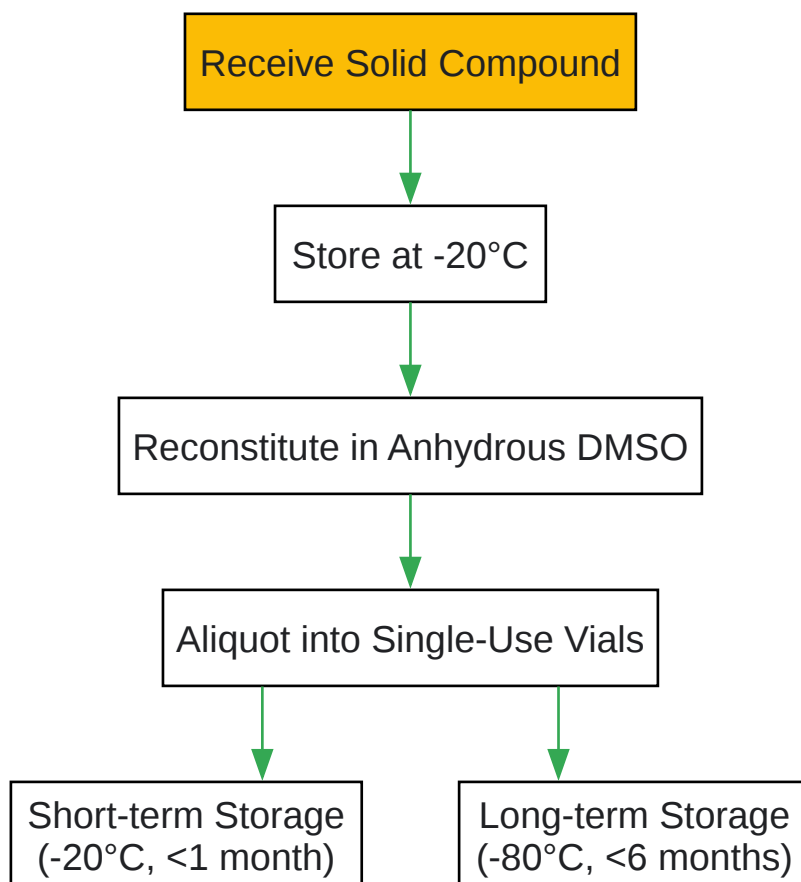 Receive Solid Compound
Store at -20°C
Reconstitute in Anhydrous DMSO
Aliquot into Single-Use Vials
Short-term Storage
(-20°C, <1 month)
Long-term Storage
(-80°C, <6 months)